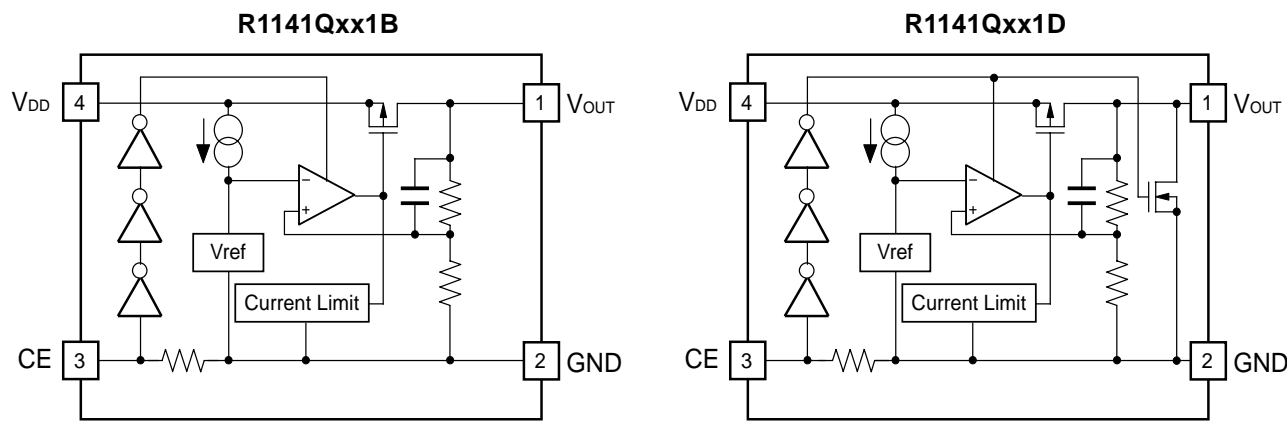 R1141Qxx1B
VDD
4
1
VOUT
−
+
Vref
Current Limit
CE
3
2
GND
R1141Qxx1D
VDD
4
1
VOUT
−
+
Vref
Current Limit
CE
3
2
GND